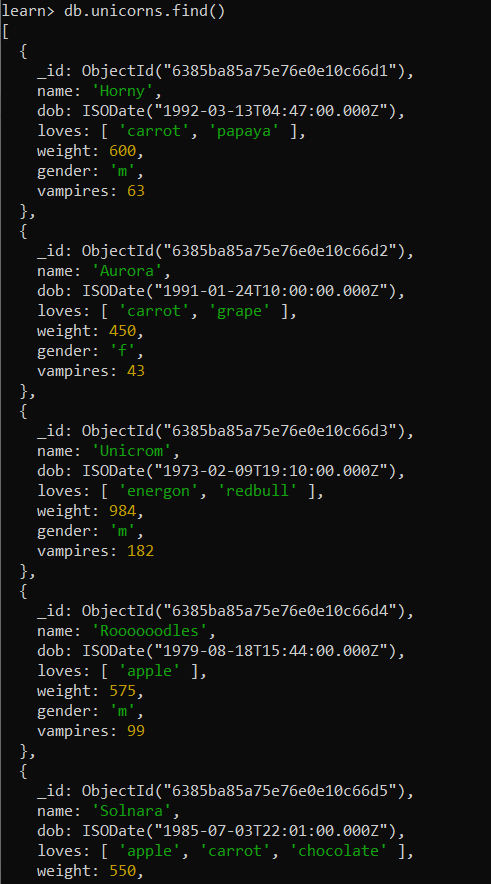 learn> db.unicorns.find()
[
  {
    _id: ObjectId("6385ba85a75e76e0e10c66d1"),
    name: 'Horny',
    dob: ISODate("1992-03-13T04:47:00.000Z"),
    loves: [ 'carrot', 'papaya' ],
    weight: 600,
    gender: 'm',
    vampires: 63
  },
  {
    _id: ObjectId("6385ba85a75e76e0e10c66d2"),
    name: 'Aurora',
    dob: ISODate("1991-01-24T10:00:00.000Z"),
    loves: [ 'carrot', 'grape' ],
    weight: 450,
    gender: 'f',
    vampires: 43
  },
  {
    _id: ObjectId("6385ba85a75e76e0e10c66d3"),
    name: 'Unicrom',
    dob: ISODate("1973-02-09T19:10:00.000Z"),
    loves: [ 'energon', 'redbull' ],
    weight: 984,
    gender: 'm',
    vampires: 182
  },
  {
    _id: ObjectId("6385ba85a75e76e0e10c66d4"),
    name: 'Roooooodles',
    dob: ISODate("1979-08-18T15:44:00.000Z"),
    loves: [ 'apple' ],
    weight: 575,
    gender: 'm',
    vampires: 99
  },
  {
    _id: ObjectId("6385ba85a75e76e0e10c66d5"),
    name: 'Solnara',
    dob: ISODate("1985-07-03T22:01:00.000Z"),
    loves: [ 'apple', 'carrot', 'chocolate' ],
    weight: 550,